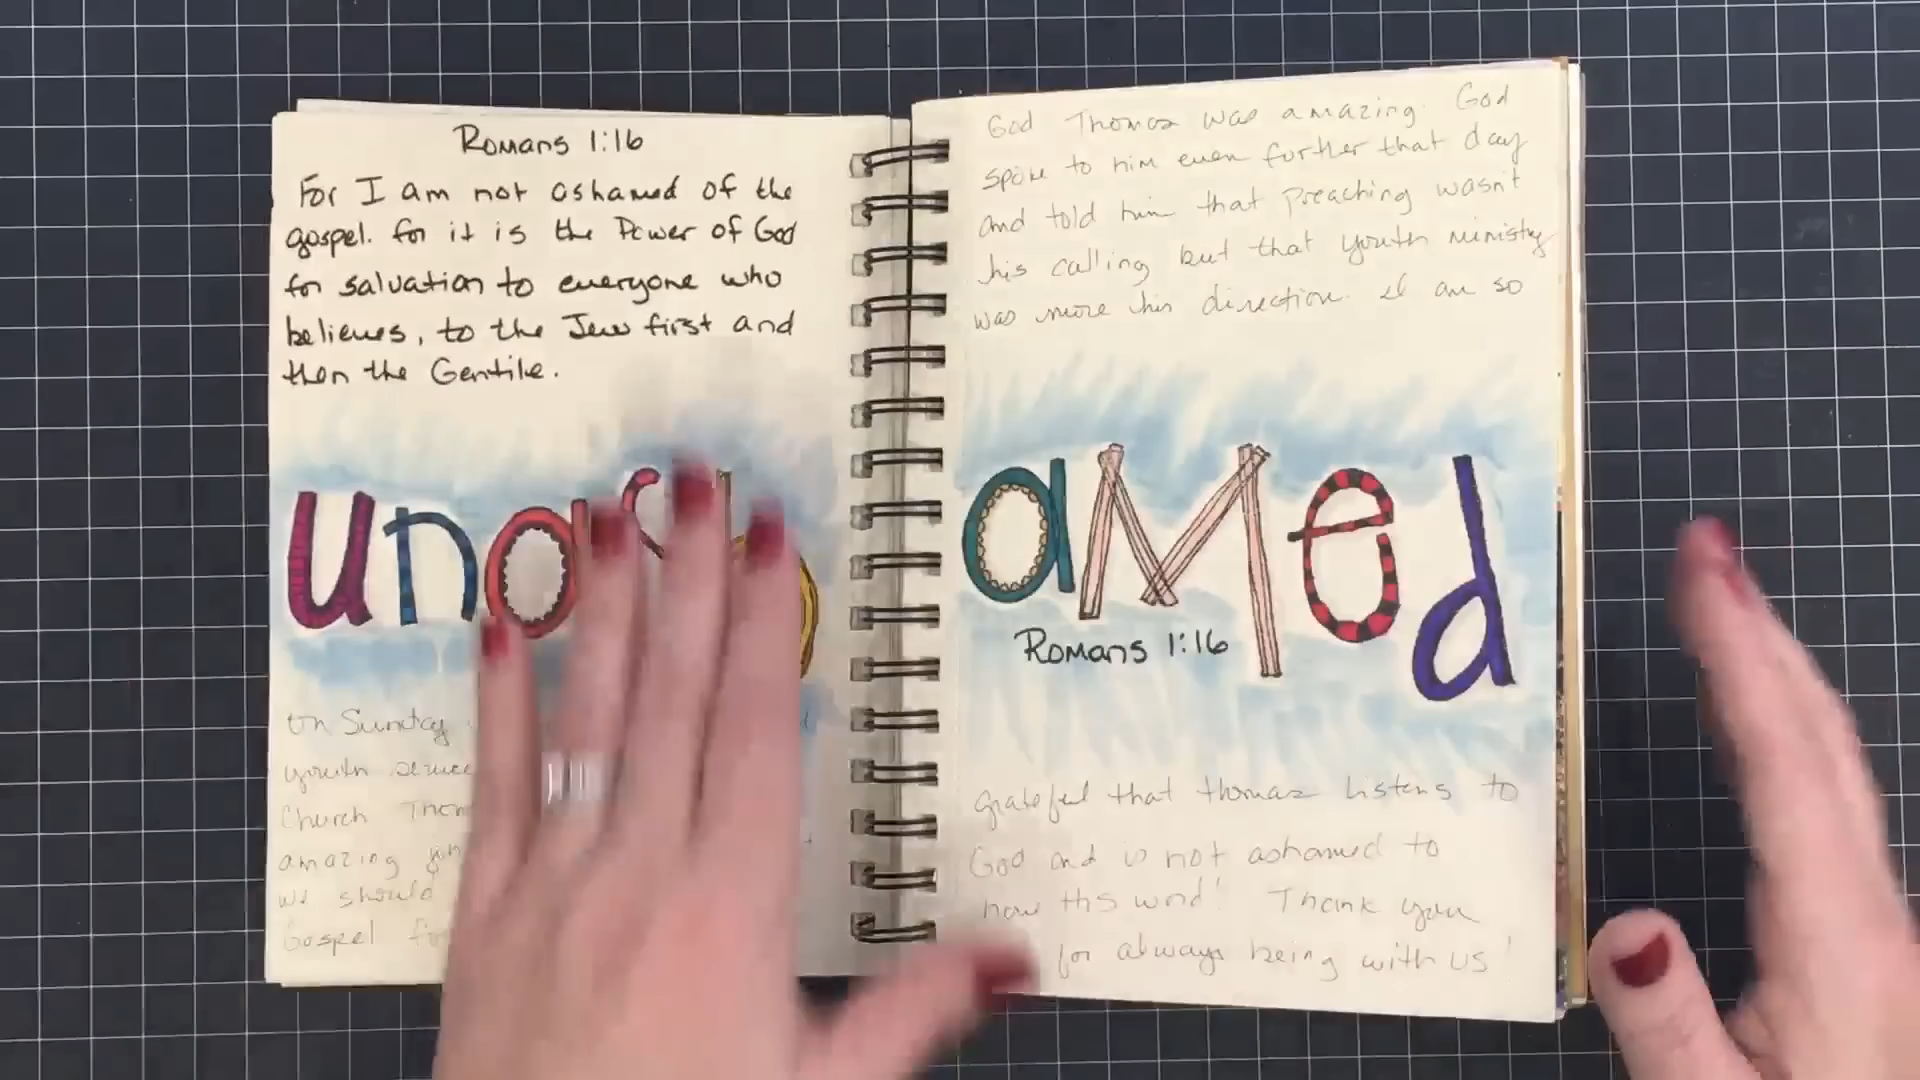 Romans 1:16
For I am not ashamed of the
gospel. for it is the Power of God
for salvation to everyone who
believes, to the Jew first and
then the Gentile.
unash
On Sunday
youth service
Church Thom
amazing
we should
Gospel for
God Thomas was amazing. God
spoke to him even further that day
and told him that preaching wasn't
his calling but that youth ministry
was more his direction. I am so
aMed
Romans 1:16
grateful that thomas listens to
God and is not ashamed to
this word! Thank you
for always being with us!